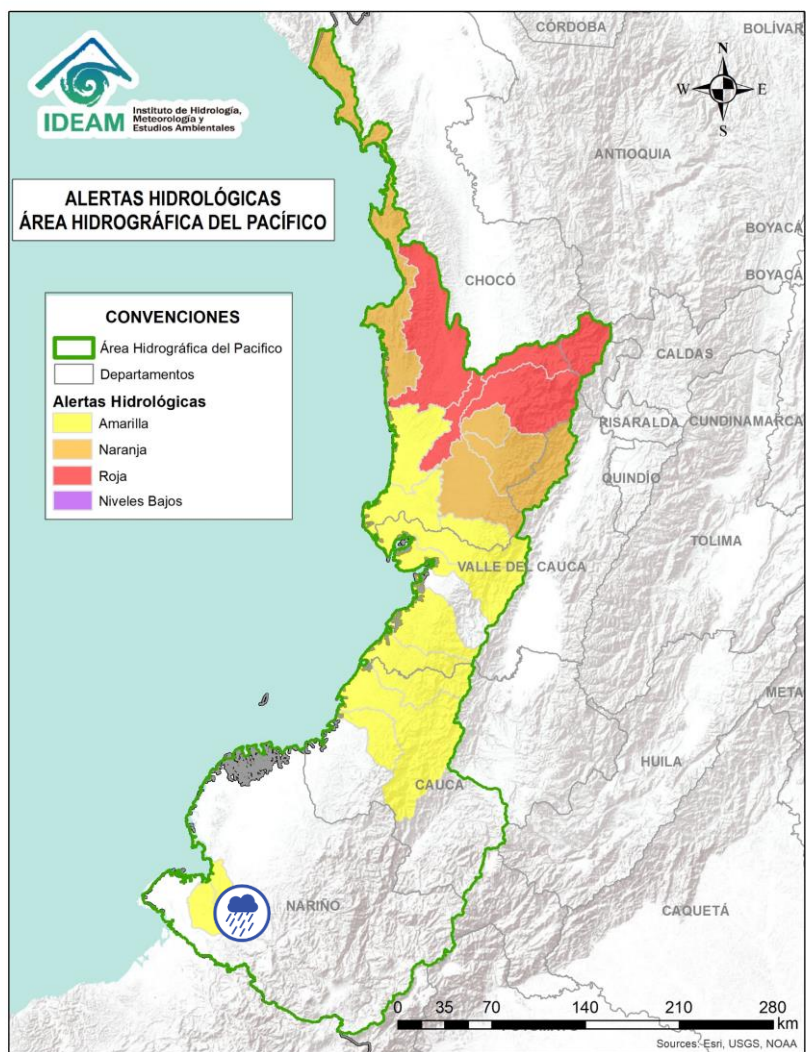 IDEAM
Instituto de Hidrología,
Meteorología y
Estudios Ambientales
ALERTAS HIDROLÓGICAS
ÁREA HIDROGRÁFICA DEL PACÍFICO
CONVENCIONES
Área Hidrográfica del Pacifico
Departamentos
Alertas Hidrológicas
Amarilla
Naranja
Roja
Niveles Bajos
N
W
E
S
CÓRDOBA
BOLÍVAR
ANTIOQUIA
BOYACÁ
BOYACÁ
CHOCÓ
CALDAS
RISARALDA
CUNDINAMARCA
QUINDÍO
TOLIMA
VALLE DEL CAUCA
META
HUILA
CAUCA
NARIÑO
CAQUETÁ
0 35 70 140 210 280
km
Sources: Esri, USGS, NOAA